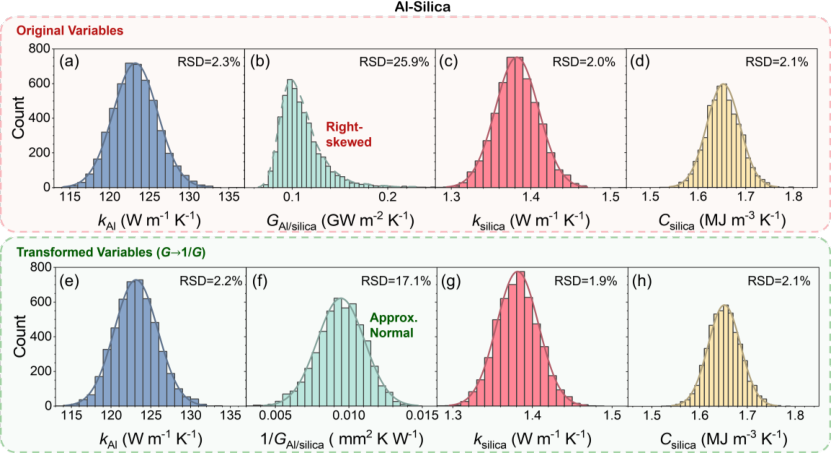 Al-Silica
Original Variables
(a) RSD=2.3% (b) RSD=25.9% (c) RSD=2.0% (d) RSD=2.1%
Right-
skewed
Count
800
600
400
200
0
115 120 125 130 135 0.1 0.2 1.3 1.4 1.5 1.5 1.6 1.7 1.8
k_Al (W m⁻¹ K⁻¹) G_Al/silica (GW m⁻² K⁻¹) k_silica (W m⁻¹ K⁻¹) C_silica (MJ m⁻³ K⁻¹)
Transformed Variables (G→1/G)
(e) RSD=2.2% (f) RSD=17.1% (g) RSD=1.9% (h) RSD=2.1%
Approx.
Normal
Count
800
600
400
200
0
115 120 125 130 135 0.005 0.010 0.015 1.3 1.4 1.5 1.5 1.6 1.7 1.8
k_Al (W m⁻¹ K⁻¹) 1/G_Al/silica ( mm² K W⁻¹) k_silica (W m⁻¹ K⁻¹) C_silica (MJ m⁻³ K⁻¹)